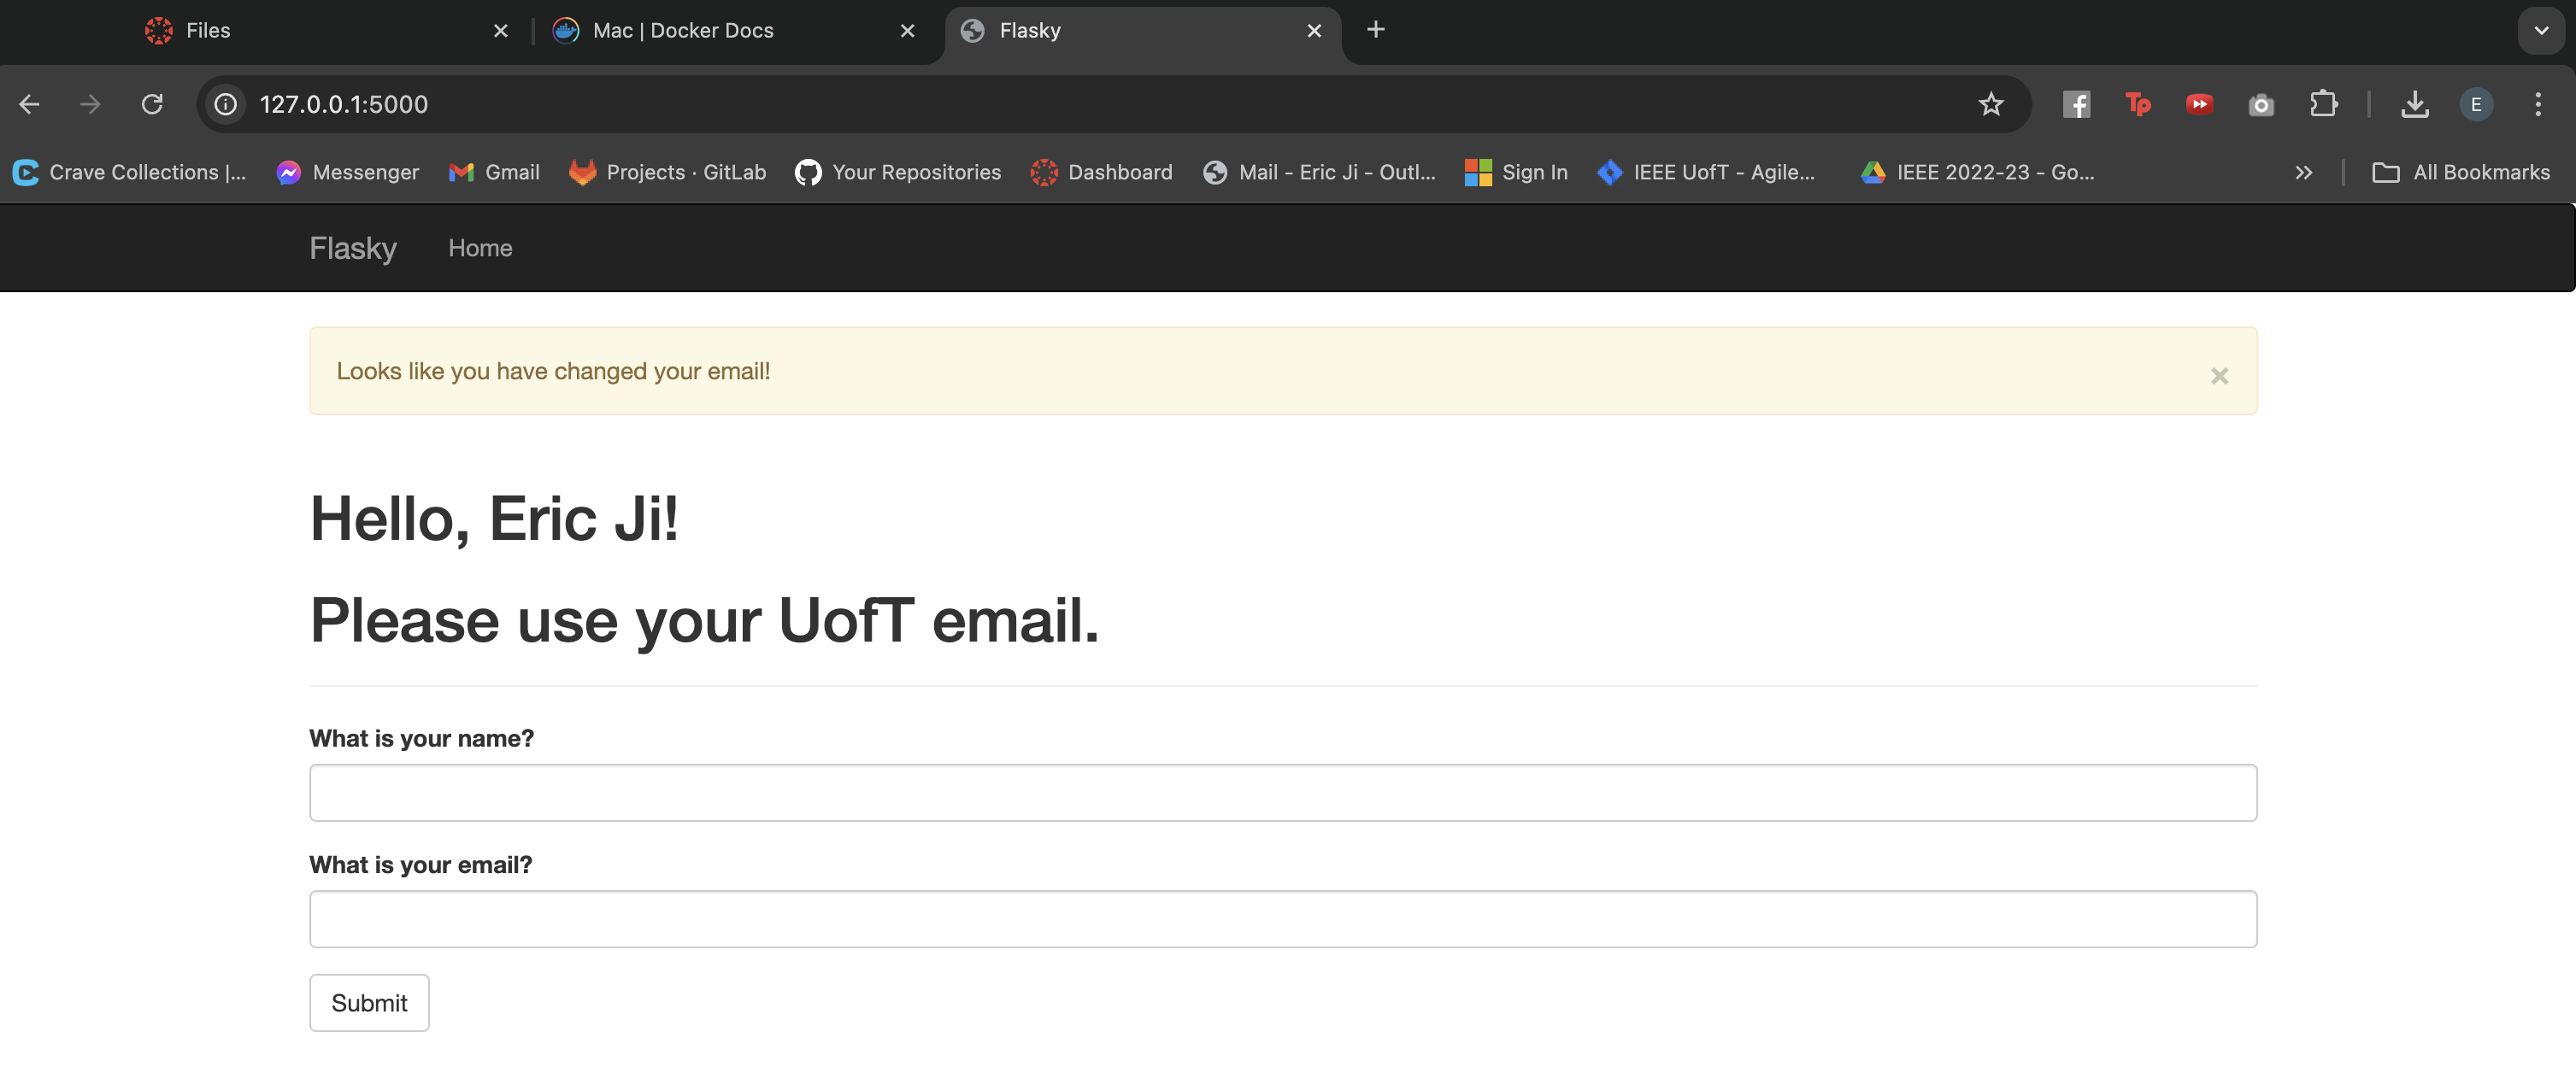 Files
Mac | Docker Docs
Flasky
127.0.0.1:5000
Tp
E
Crave Collections |... Messenger Gmail Projects · GitLab Your Repositories Dashboard Mail - Eric Ji - Outl... Sign In IEEE UofT - Agile... IEEE 2022-23 - Go... All Bookmarks
Flasky Home
Looks like you have changed your email!
Hello, Eric Ji!
Please use your UofT email.
What is your name?
What is your email?
Submit